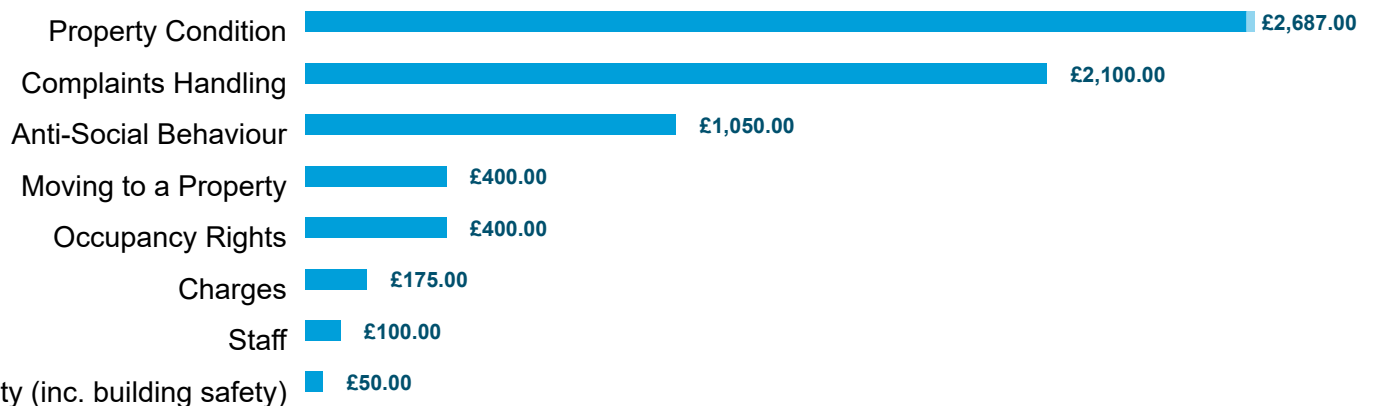 Property Condition £2,687.00
Complaints Handling £2,100.00
Anti-Social Behaviour £1,050.00
Moving to a Property £400.00
Occupancy Rights £400.00
Charges £175.00
Staff £100.00
ty (inc. building safety) £50.00